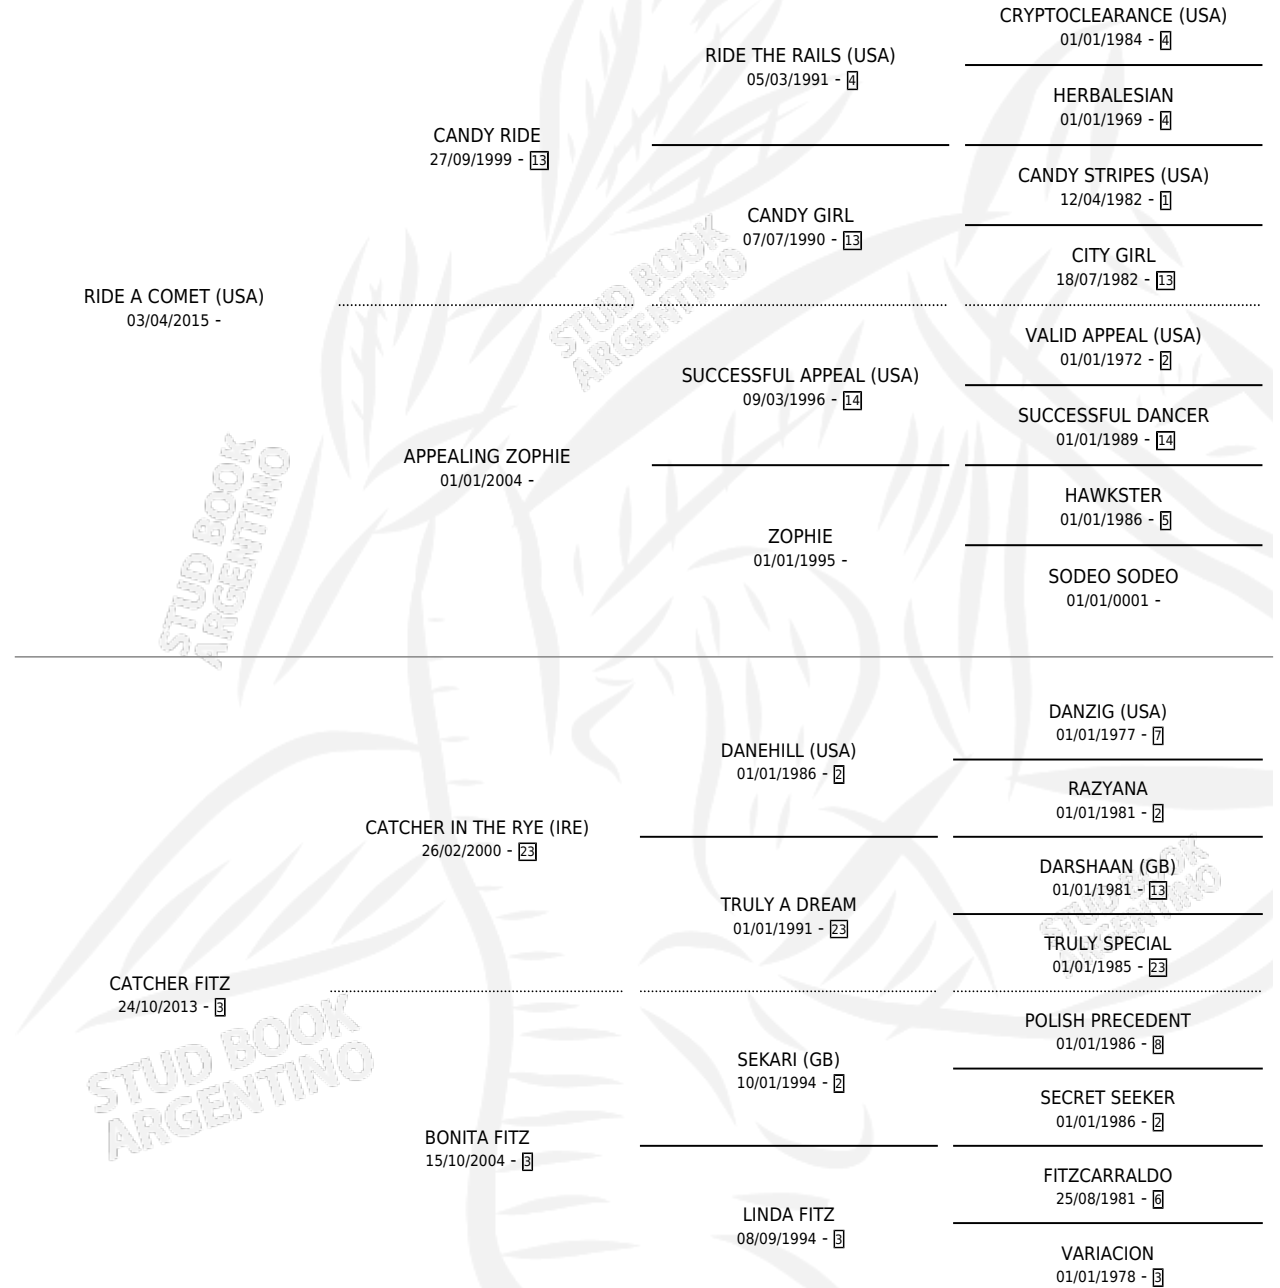 CRYPTOCLEARANCE (USA)
01/01/1984 - 4
RIDE THE RAILS (USA)
05/03/1991 - 4
HERBALESIAN
01/01/1969 - 4
CANDY RIDE
27/09/1999 - 13
CANDY STRIPES (USA)
12/04/1982 - 1
CANDY GIRL
07/07/1990 - 13
CITY GIRL
18/07/1982 - 13
RIDE A COMET (USA)
03/04/2015 -
VALID APPEAL (USA)
01/01/1972 - 2
SUCCESSFUL APPEAL (USA)
09/03/1996 - 14
SUCCESSFUL DANCER
01/01/1989 - 14
APPEALING ZOPHIE
01/01/2004 -
HAWKSTER
01/01/1986 - 5
ZOPHIE
01/01/1995 -
SODEO SODEO
01/01/0001 -
DANZIG (USA)
01/01/1977 - 7
DANEHILL (USA)
01/01/1986 - 2
RAZYANA
01/01/1981 - 2
CATCHER IN THE RYE (IRE)
26/02/2000 - 23
DARSHAAN (GB)
01/01/1981 - 13
TRULY A DREAM
01/01/1991 - 23
TRULY SPECIAL
01/01/1985 - 23
CATCHER FITZ
24/10/2013 - 3
POLISH PRECEDENT
01/01/1986 - 8
SEKARI (GB)
10/01/1994 - 2
SECRET SEEKER
01/01/1986 - 2
BONITA FITZ
15/10/2004 - 3
FITZCARRALDO
25/08/1981 - 6
LINDA FITZ
08/09/1994 - 3
VARIACION
01/01/1978 - 3
STUD BOOK
ARGENTINO
STUD BOOK
ARGENTINO
STUD BOOK
ARGENTINO
STUD BOOK
ARGENTINO